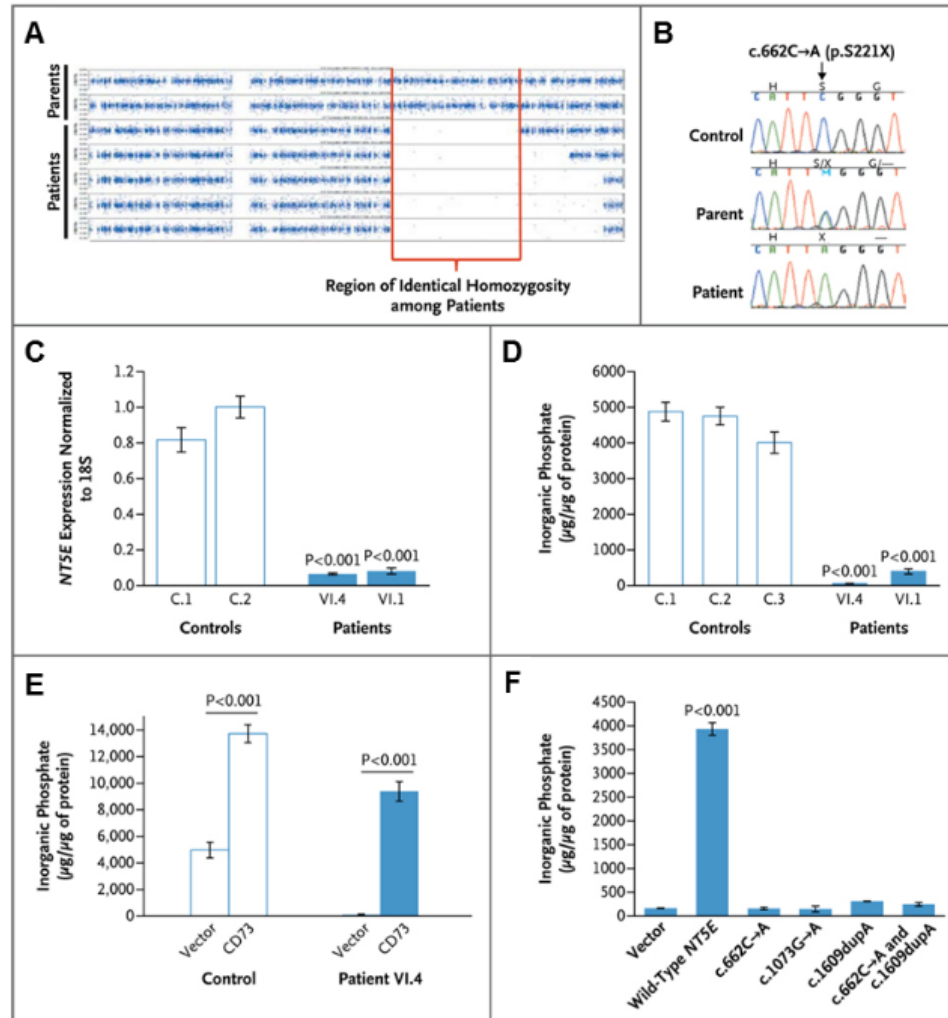 A
Parents
Patients
Region of Identical Homozygosity
among Patients
B
c.662C→A (p.S221X)
H S G
C A T T C G G G T
Control
H S/X G/—
C A T T M G G G T
Parent
H X —
C A T T A G G G T
Patient
C
NT5E Expression Normalized
to 18S
1.2
1.0
0.8
0.6
0.4
0.2
0.0
P<0.001
P<0.001
C.1 C.2 VI.4 VI.1
Controls Patients
D
Inorganic Phosphate
(µg/µg of protein)
6000
5000
4000
3000
2000
1000
0
P<0.001
P<0.001
C.1 C.2 C.3 VI.4 VI.1
Controls Patients
E
Inorganic Phosphate
(µg/µg of protein)
14,000
12,000
10,000
8,000
6,000
4,000
2,000
0
P<0.001
P<0.001
Vector CD73 Vector CD73
Control Patient VI.4
F
Inorganic Phosphate
(µg/µg of protein)
4500
4000
3500
3000
2500
2000
1500
1000
500
0
P<0.001
Vector
Wild-Type NT5E
c.662C→A
c.1073G→A
c.1609dupA
c.662C→A and
c.1609dupA